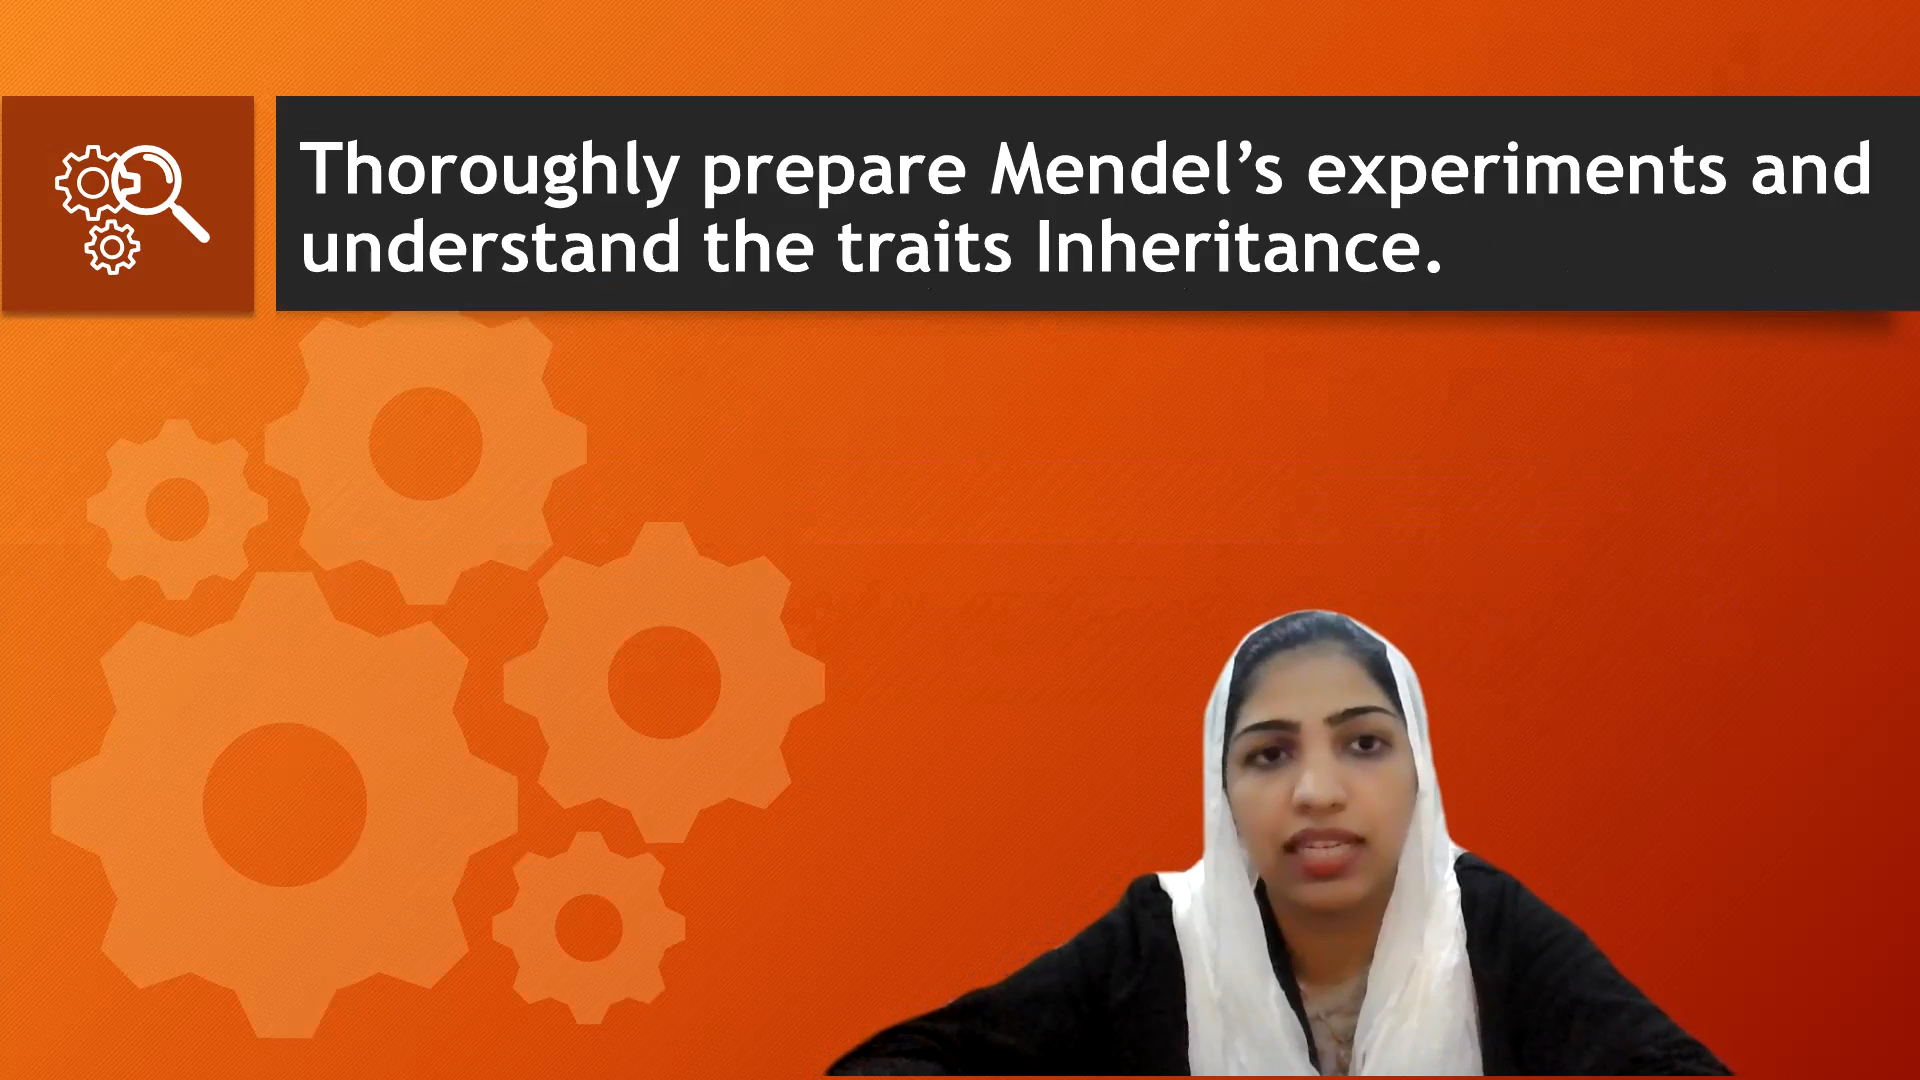 Thoroughly prepare Mendel’s experiments and
understand the traits Inheritance.